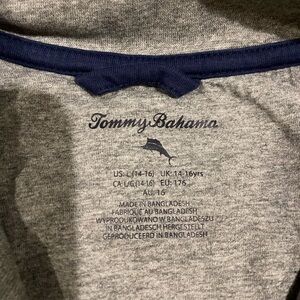 Tommy Bahama
US: L (14-16) UK: 14-16yrs
CA: L/G (14-16) EU: 176
AU: 16
MADE IN BANGLADESH
FABRIQUE AU BANGLADESH
WYPRODUKOWANO W BANGLADESZU
IN BANGLADESCH HERGESTELLT
GEPRODUCEERD IN BANGLADESH